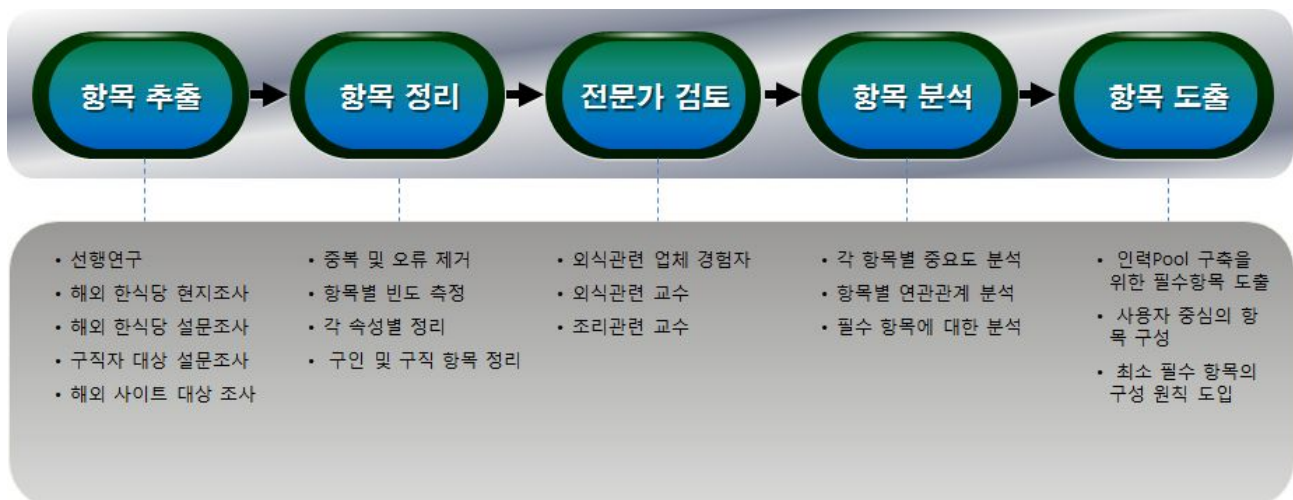 항목 추출
항목 정리
전문가 검토
항목 분석
항목 도출
• 선행연구
• 해외 한식당 현지조사
• 해외 한식당 설문조사
• 구직자 대상 설문조사
• 해외 사이트 대상 조사
• 중복 및 오류 제거
• 항목별 빈도 측정
• 각 속성별 정리
• 구인 및 구직 항목 정리
• 외식관련 업체 경험자
• 외식관련 교수
• 조리관련 교수
• 각 항목별 중요도 분석
• 항목별 연관관계 분석
• 필수 항목에 대한 분석
• 인력Pool 구축을
위한 필수항목 도출
• 사용자 중심의 항
목 구성
• 최소 필수 항목의
구성 원칙 도입